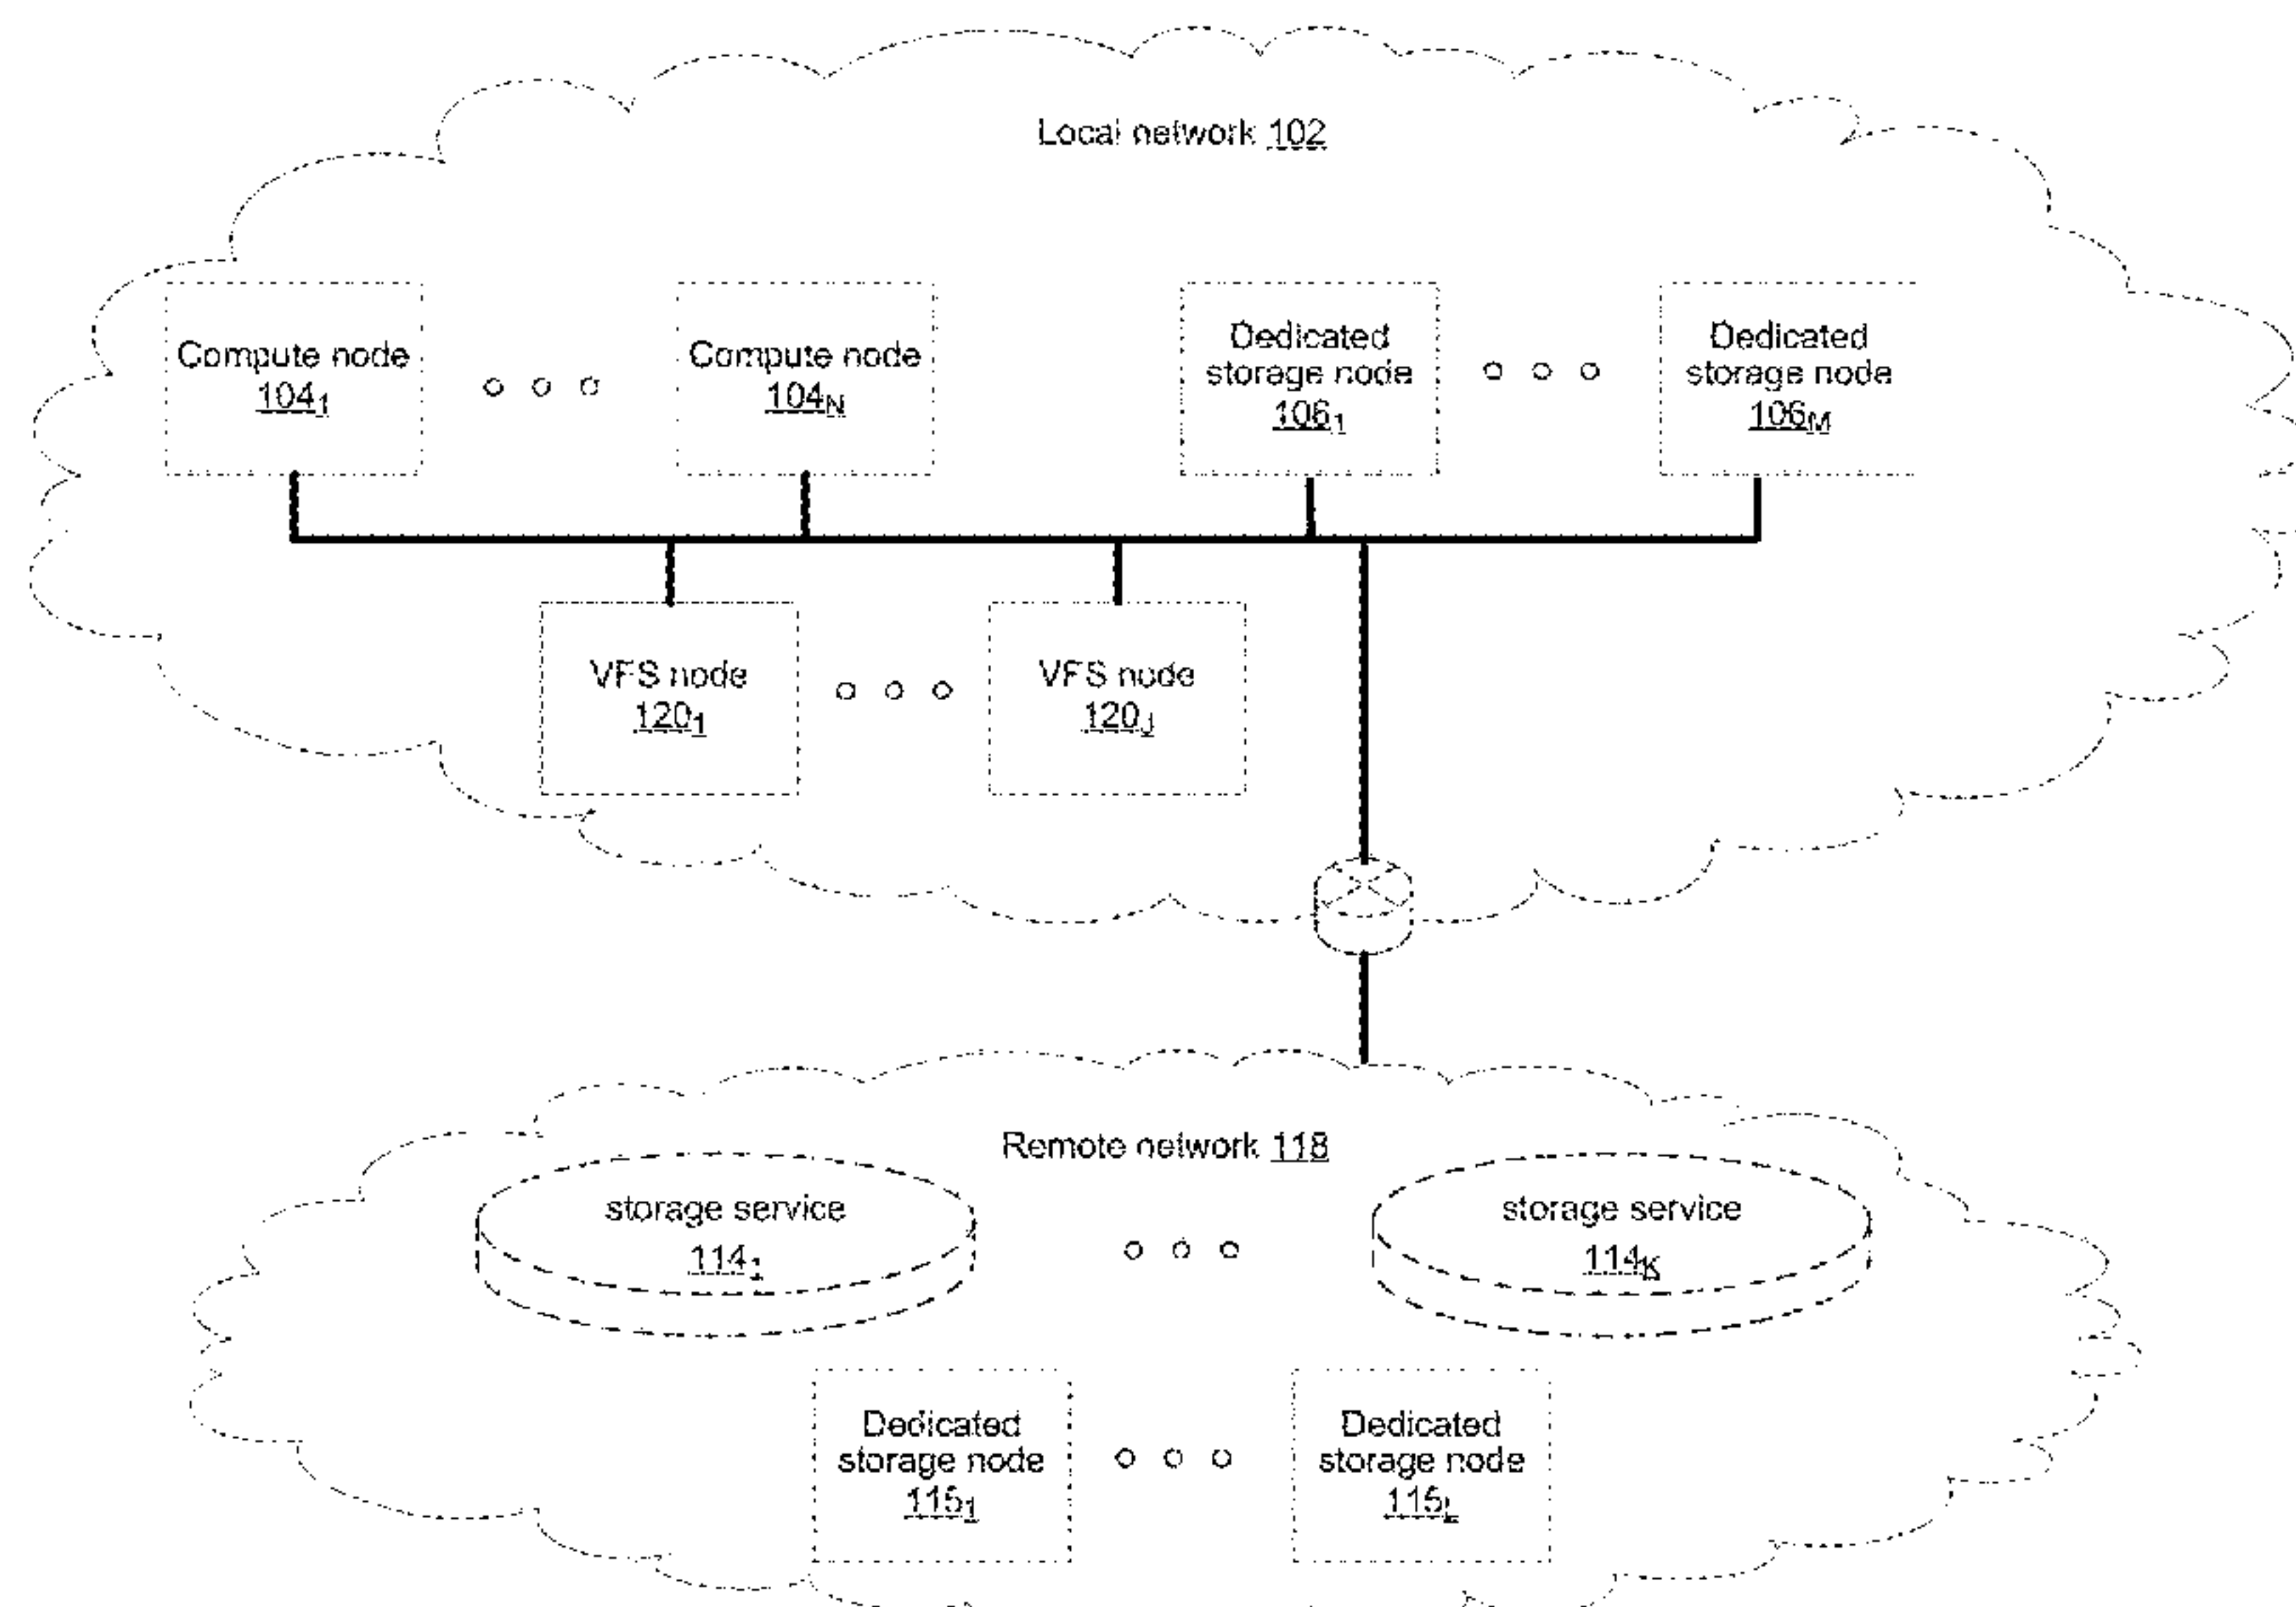 Local network 102
Compute node
104₁
Compute node
104N
Dedicated
storage node
106₁
Dedicated
storage node
106M
VFS node
120₁
VFS node
120J
Remote network 118
storage service
114₁
storage service
114K
Dedicated
storage node
115₁
Dedicated
storage node
115L